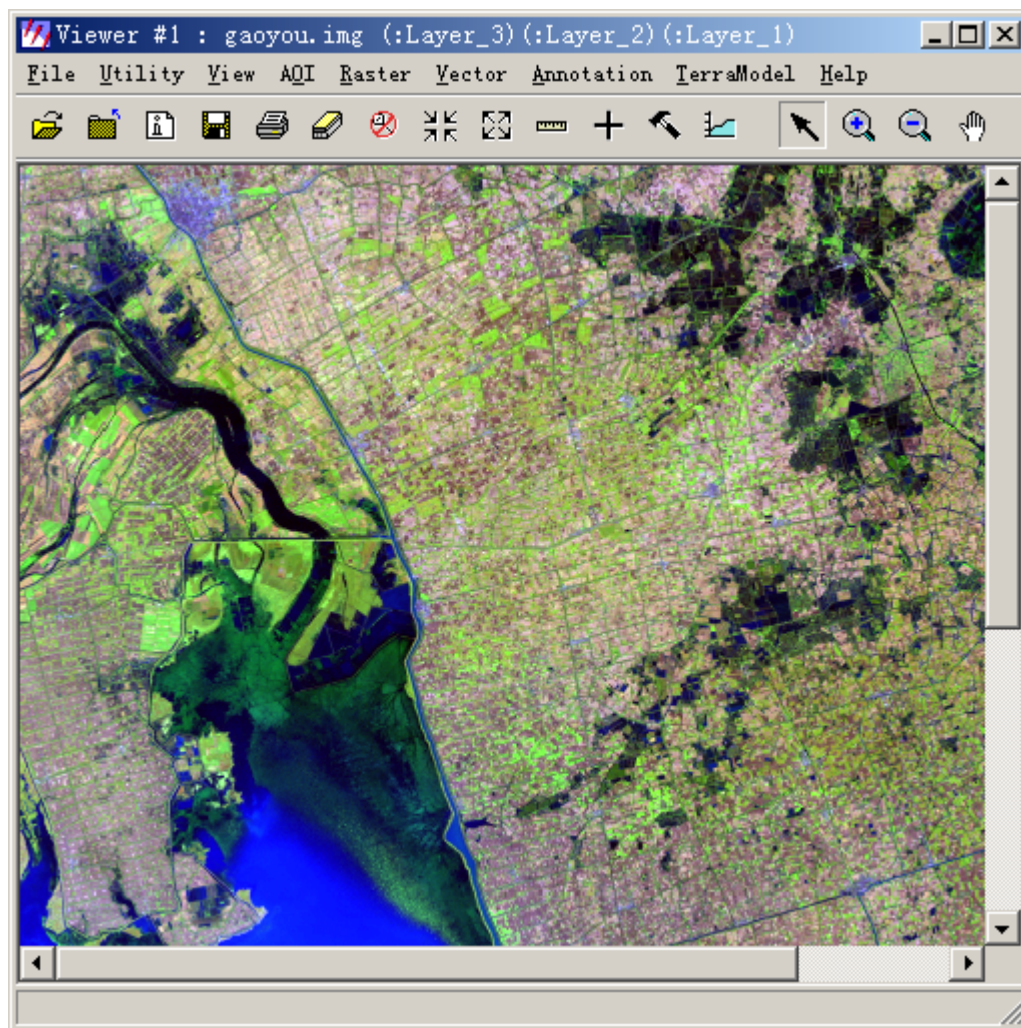 Viewer #1 : gaoyou.img (:Layer_3)(:Layer_2)(:Layer_1)
File Utility View AOI Raster Vector Annotation TerraModel Help